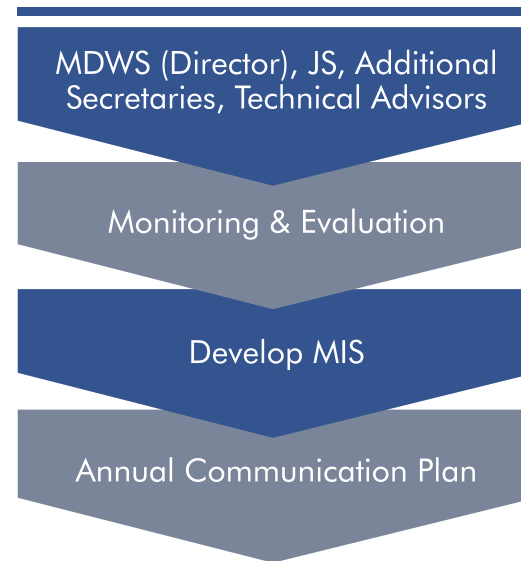 MDWS (Director), JS, Additional
Secretaries, Technical Advisors
Monitoring & Evaluation
Develop MIS
Annual Communication Plan